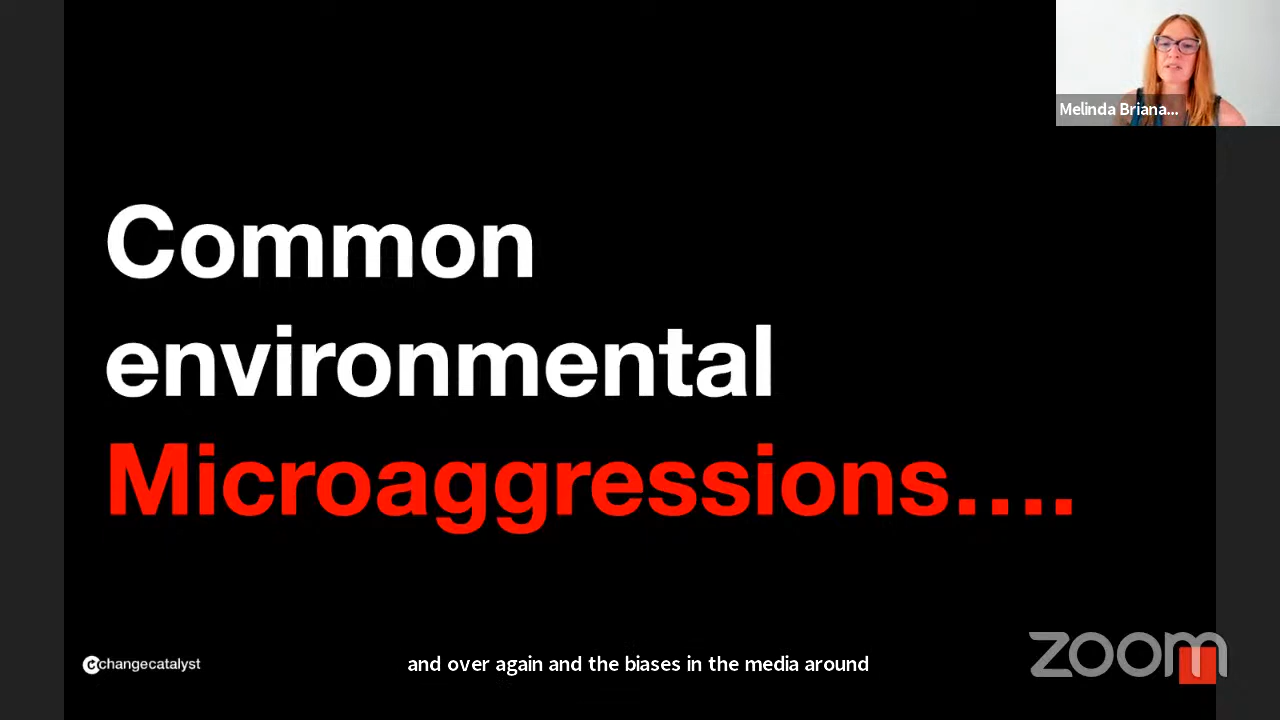 Melinda Briana...
Common
environmental
Microaggressions....
changecatalyst
and over again and the biases in the media around
zoom